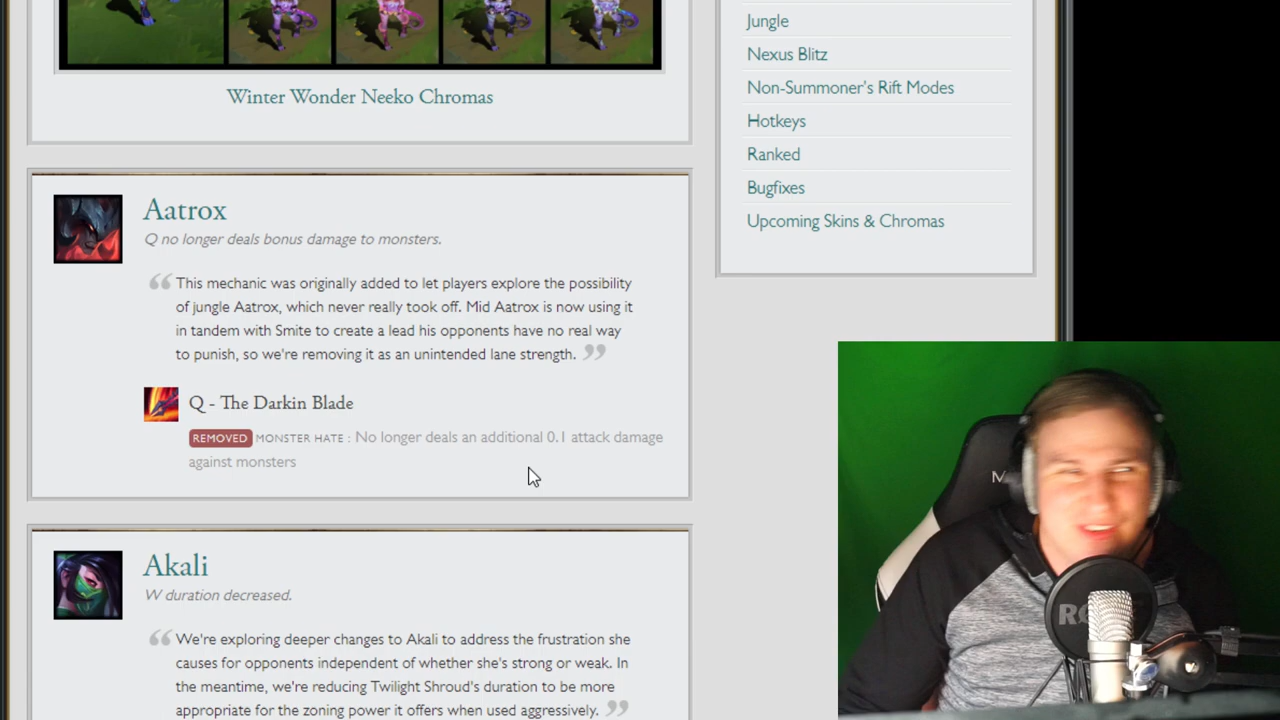 Winter Wonder Neeko Chromas
Aatrox
Q no longer deals bonus damage to monsters.
“ This mechanic was originally added to let players explore the possibility
of jungle Aatrox, which never really took off. Mid Aatrox is now using it
in tandem with Smite to create a lead his opponents have no real way
to punish, so we're removing it as an unintended lane strength. ”
Q - The Darkin Blade
REMOVED MONSTER HATE : No longer deals an additional 0.1 attack damage
against monsters
Akali
W duration decreased.
“ We're exploring deeper changes to Akali to address the frustration she
causes for opponents independent of whether she's strong or weak. In
the meantime, we're reducing Twilight Shroud's duration to be more
appropriate for the zoning power it offers when used aggressively. ”
Jungle
Nexus Blitz
Non-Summoner's Rift Modes
Hotkeys
Ranked
Bugfixes
Upcoming Skins & Chromas